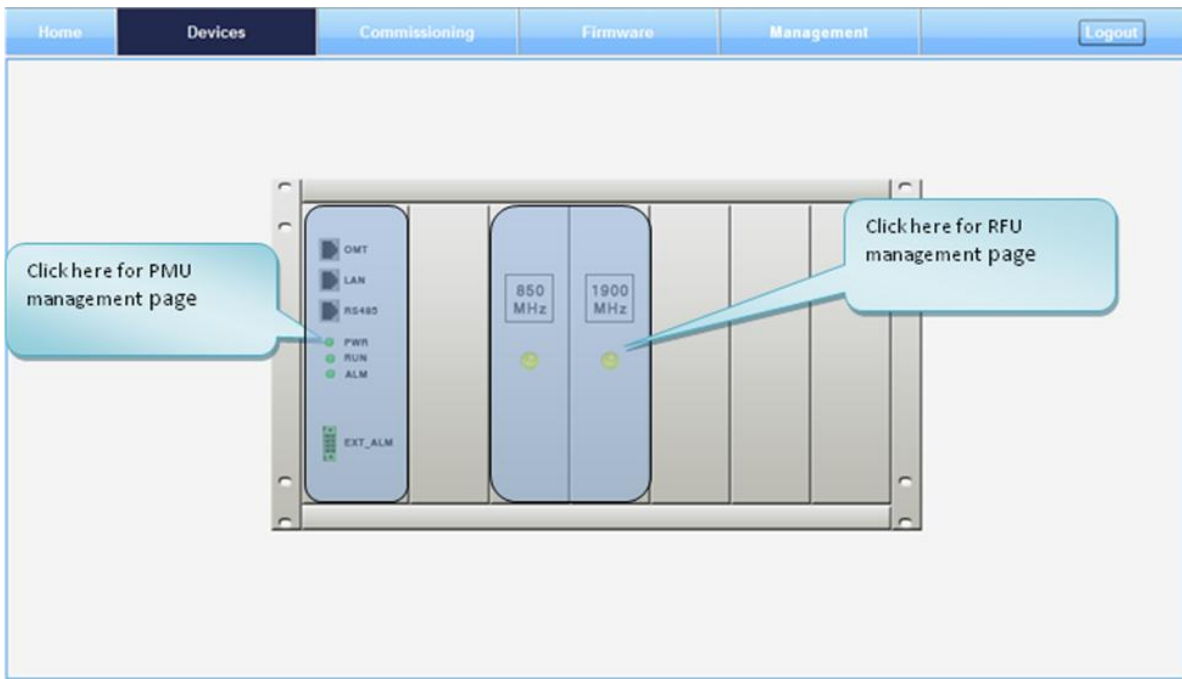 Home Devices Commissioning Firmware Management Logout
Click here for PMU
management page
OMT
LAN
RS485
PWR
RUN
ALM
EXT_ALM
850
MHz
1900
MHz
Click here for RFU
management page